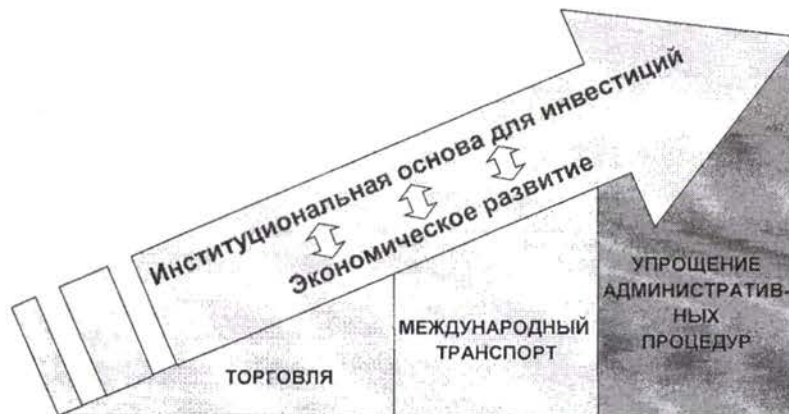 Институциональная основа для инвестиций
Экономическое развитие
ТОРГОВЛЯ
МЕЖДУНАРОДНЫЙ
ТРАНСПОРТ
УПРОЩЕНИЕ
АДМИНИСТРАТИВ-
НЫХ
ПРОЦЕДУР